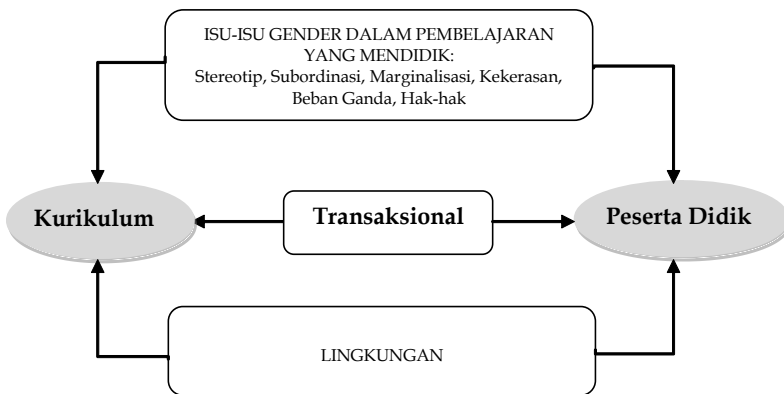 ISU-ISU GENDER DALAM PEMBELAJARAN
YANG MENDIDIK:
Stereotip, Subordinasi, Marginalisasi, Kekerasan,
Beban Ganda, Hak-hak
Kurikulum
Transaksional
Peserta Didik
LINGKUNGAN